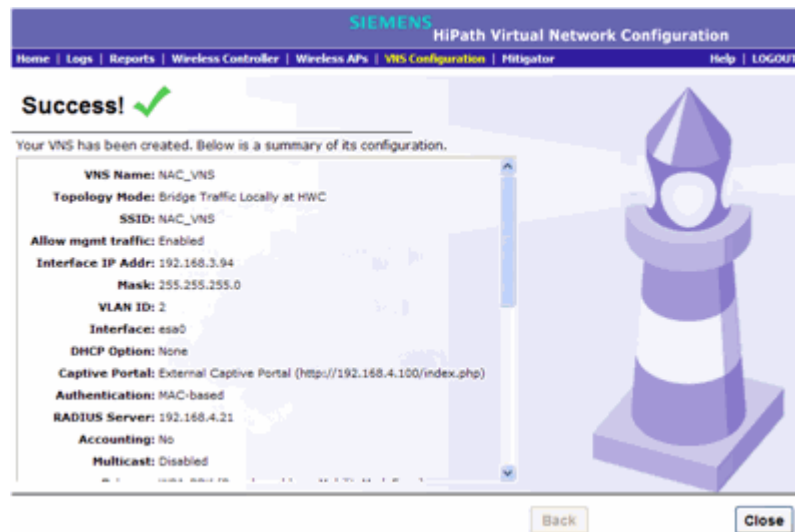 SIEMENS
HiPath Virtual Network Configuration
Home | Logs | Reports | Wireless Controller | Wireless APs | VNS Configuration | Mitigator Help | LOGOUT
Success!
Your VNS has been created. Below is a summary of its configuration.
VNS Name: NAC_VNS
Topology Mode: Bridge Traffic Locally at HWC
SSID: NAC_VNS
Allow mgmt traffic: Enabled
Interface IP Addr: 192.168.3.94
Mask: 255.255.255.0
VLAN ID: 2
Interface: esa0
DHCP Option: None
Captive Portal: External Captive Portal (http://192.168.4.100/index.php)
Authentication: MAC-based
RADIUS Server: 192.168.4.21
Accounting: No
Multicast: Disabled
Back Close